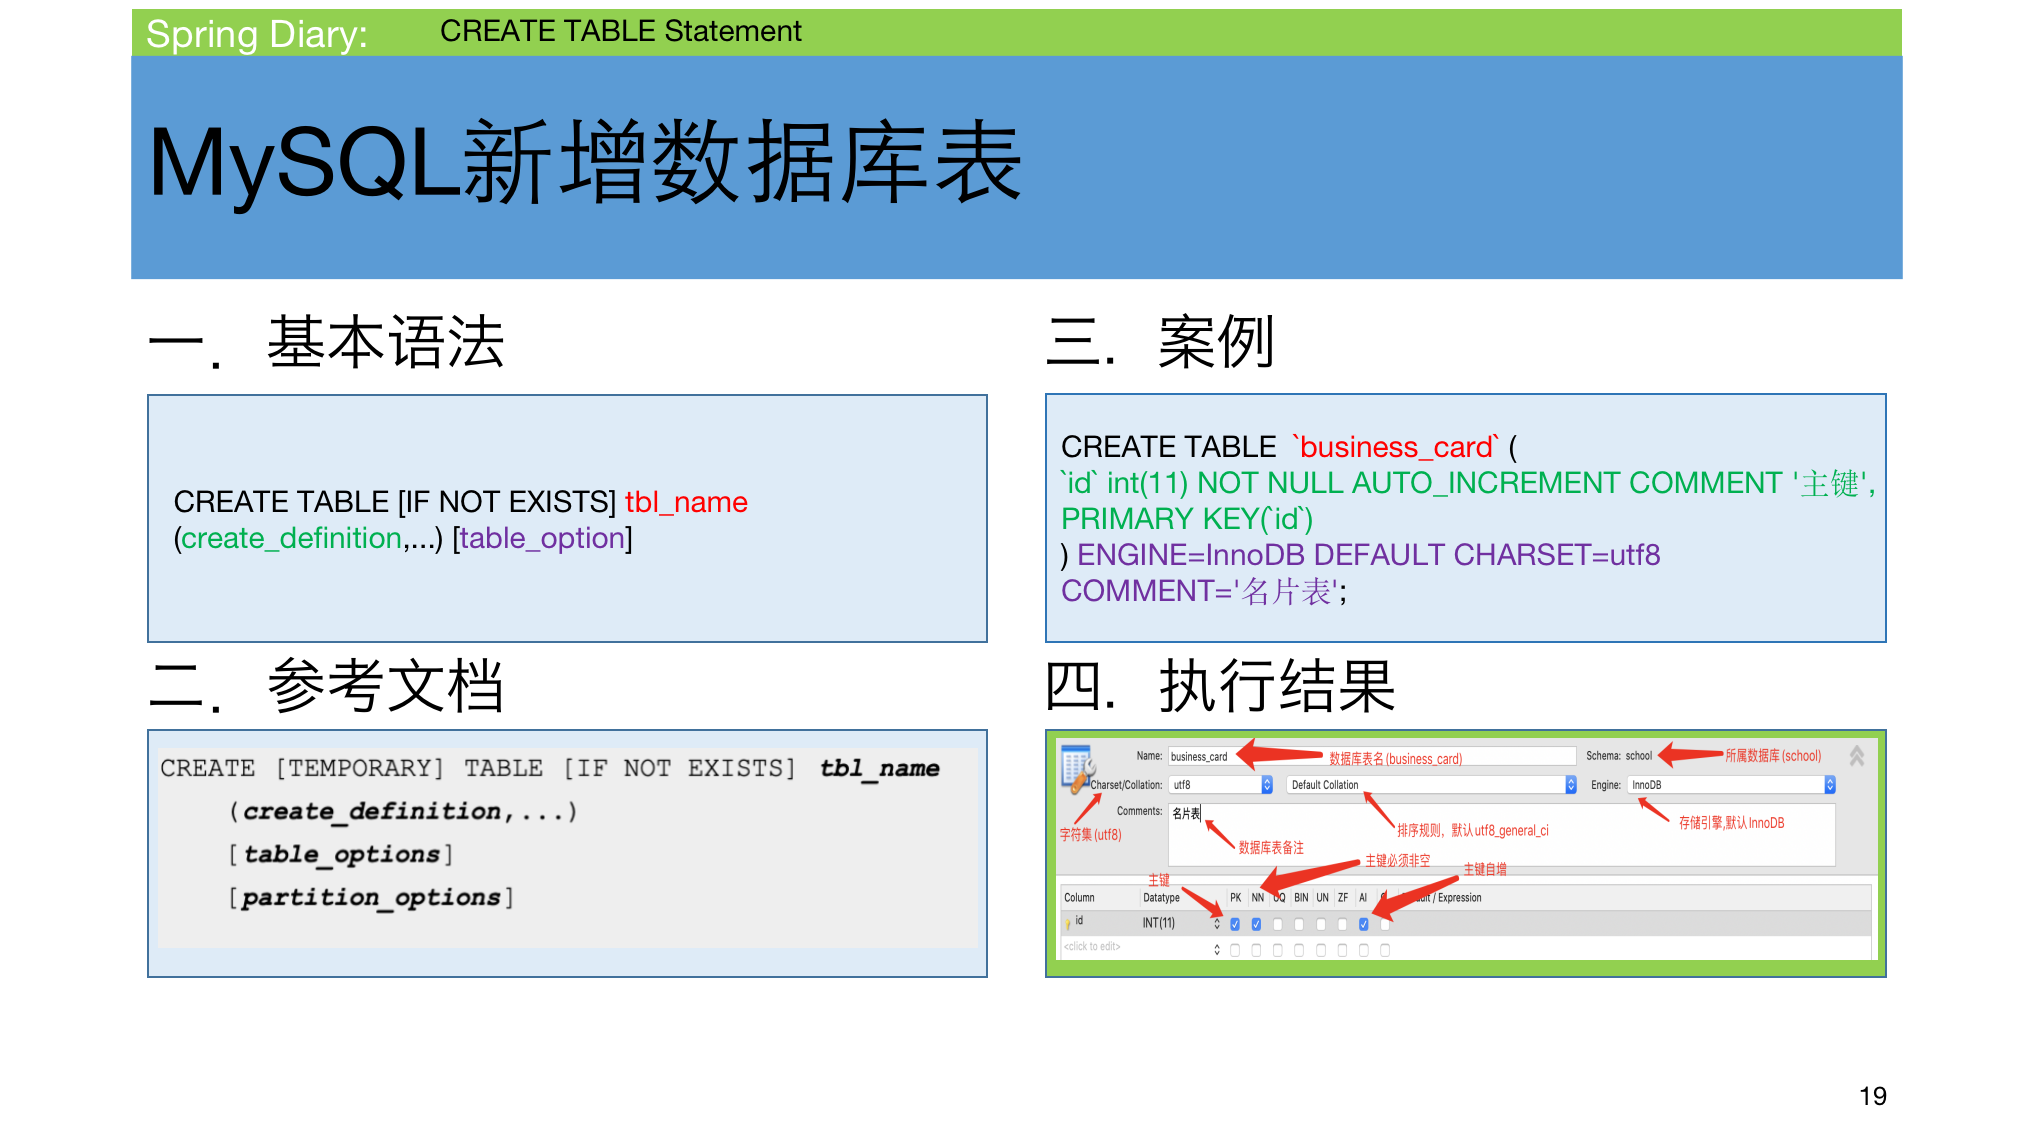 Spring Diary:
CREATE TABLE Statement
MySQL新增数据库表
一. 基本语法
CREATE TABLE [IF NOT EXISTS] tbl_name
(create_definition,...) [table_option]
二. 参考文档
CREATE [TEMPORARY] TABLE [IF NOT EXISTS] tbl_name
(create_definition,...)
[table_options]
[partition_options]
三. 案例
CREATE TABLE `business_card` (
`id` int(11) NOT NULL AUTO_INCREMENT COMMENT '主键',
PRIMARY KEY(`id`)
) ENGINE=InnoDB DEFAULT CHARSET=utf8
COMMENT='名片表';
四. 执行结果
Name: business_card 数据库表名 (business_card) Schema: school 所属数据库 (school)
Charset/Collation: utf8 Default Collation Engine: InnoDB
Comments: 名片表
字符集 (utf8) 数据库表备注 排序规则，默认utf8_general_ci 存储引擎,默认InnoDB
主键 主键必须非空 主键自增
Column Datatype PK NN UQ BIN UN ZF AI / Expression
id INT(11)
<click to edit>
19